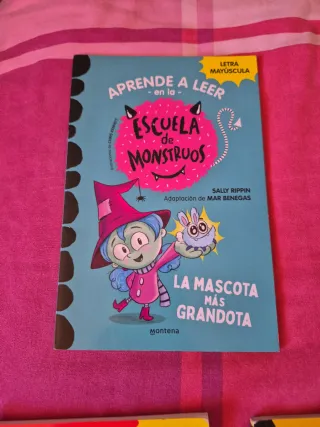 LETRA
MAYÚSCULA
APRENDE A LEER
- en la -
ESCUELA
de
MONSTRUOS
SALLY RIPPIN
Adaptación de MAR BENEGAS
LA MASCOTA
MÁS
GRANDOTA
montena